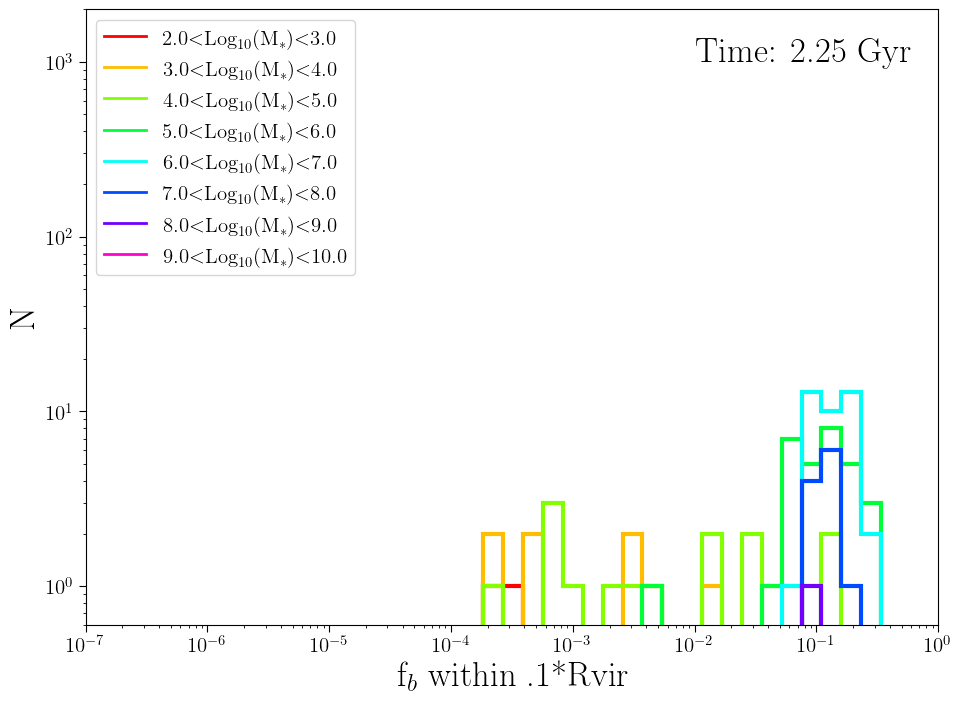 Time: 2.25 Gyr
2.0<Log₁₀(M*)<3.0
3.0<Log₁₀(M*)<4.0
4.0<Log₁₀(M*)<5.0
5.0<Log₁₀(M*)<6.0
6.0<Log₁₀(M*)<7.0
7.0<Log₁₀(M*)<8.0
8.0<Log₁₀(M*)<9.0
9.0<Log₁₀(M*)<10.0
N
10³
10²
10¹
10⁰
10⁻⁷ 10⁻⁶ 10⁻⁵ 10⁻⁴ 10⁻³ 10⁻² 10⁻¹ 10⁰
f_b within .1*Rvir